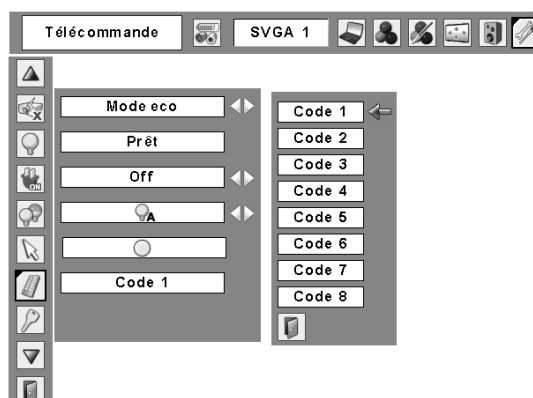 Télécommande
SVGA 1
Mode eco
Prêt
Off
A
Code 1
ON
Code 1
Code 2
Code 3
Code 4
Code 5
Code 6
Code 7
Code 8